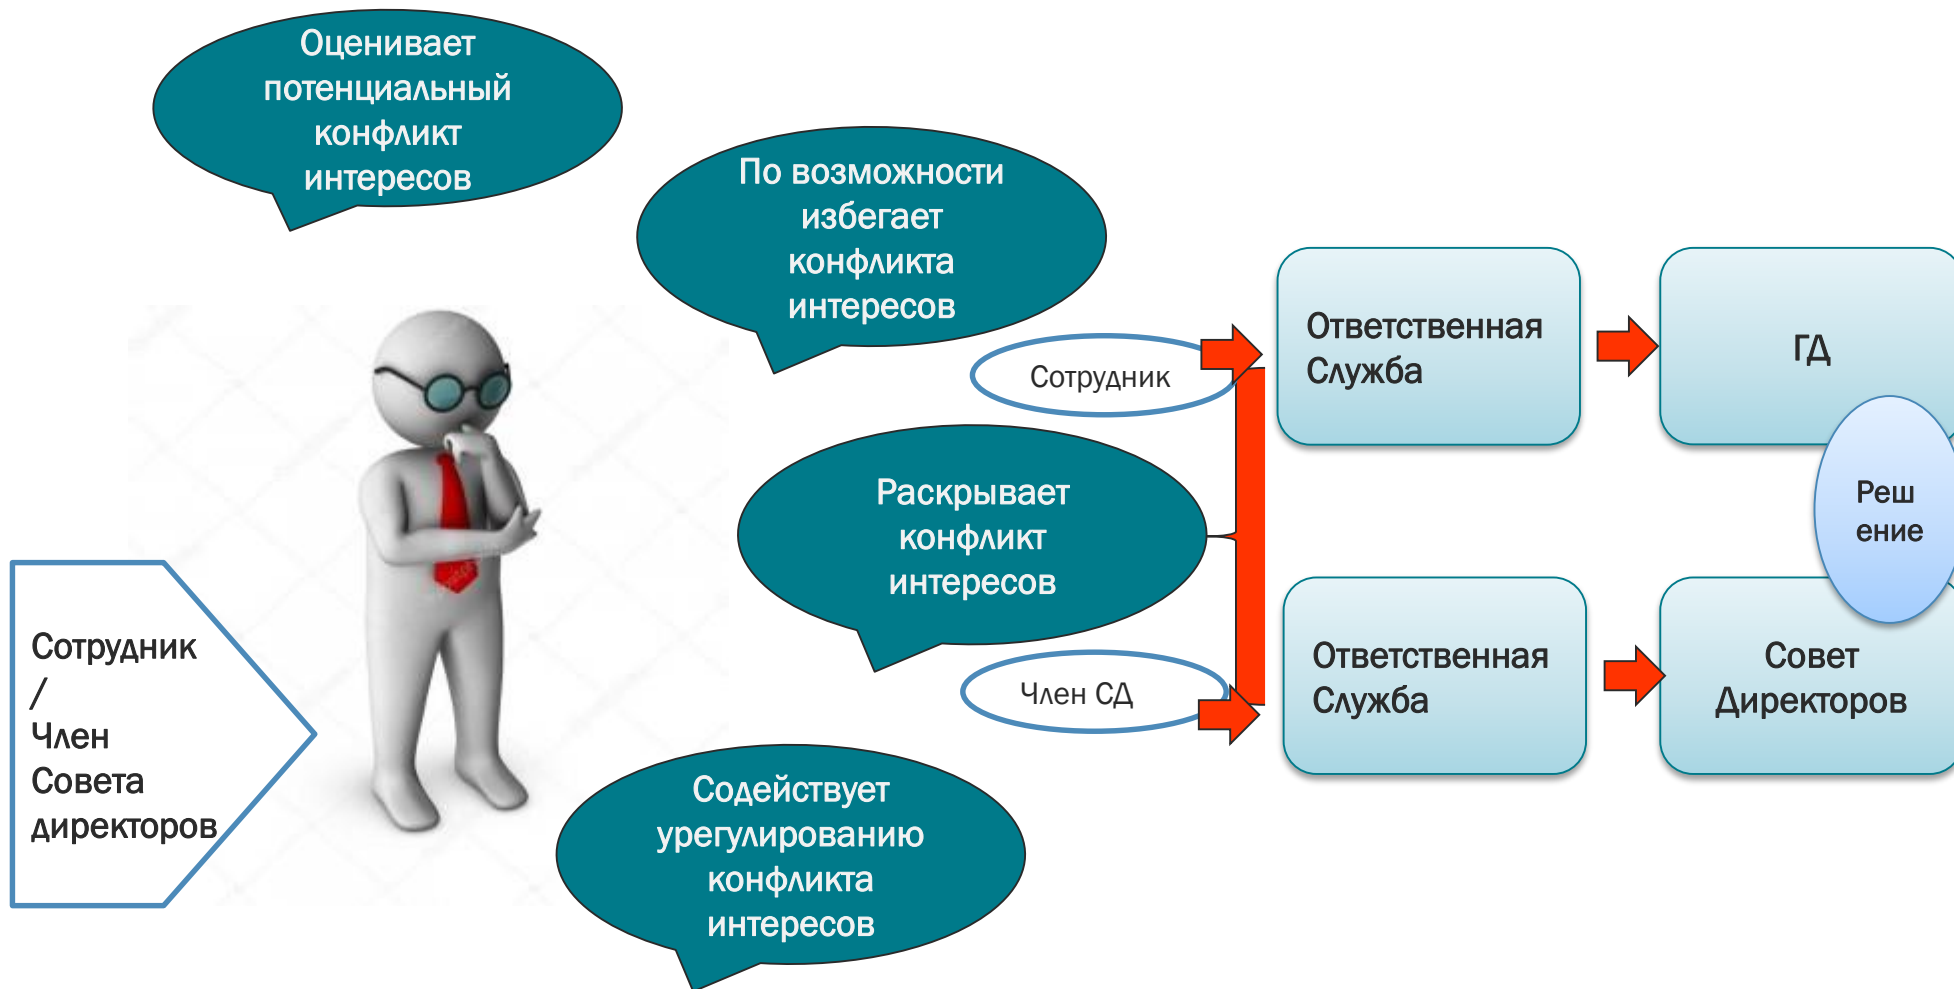 Оценивает
потенциальный
конфликт
интересов
По возможности
избегает
конфликта
интересов
Сотрудник
Ответственная
Служба
ГД
Раскрывает
конфликт
интересов
Реш
ение
Сотрудник
/
Член
Совета
директоров
Член СД
Ответственная
Служба
Совет
Директоров
Содействует
урегулированию
конфликта
интересов